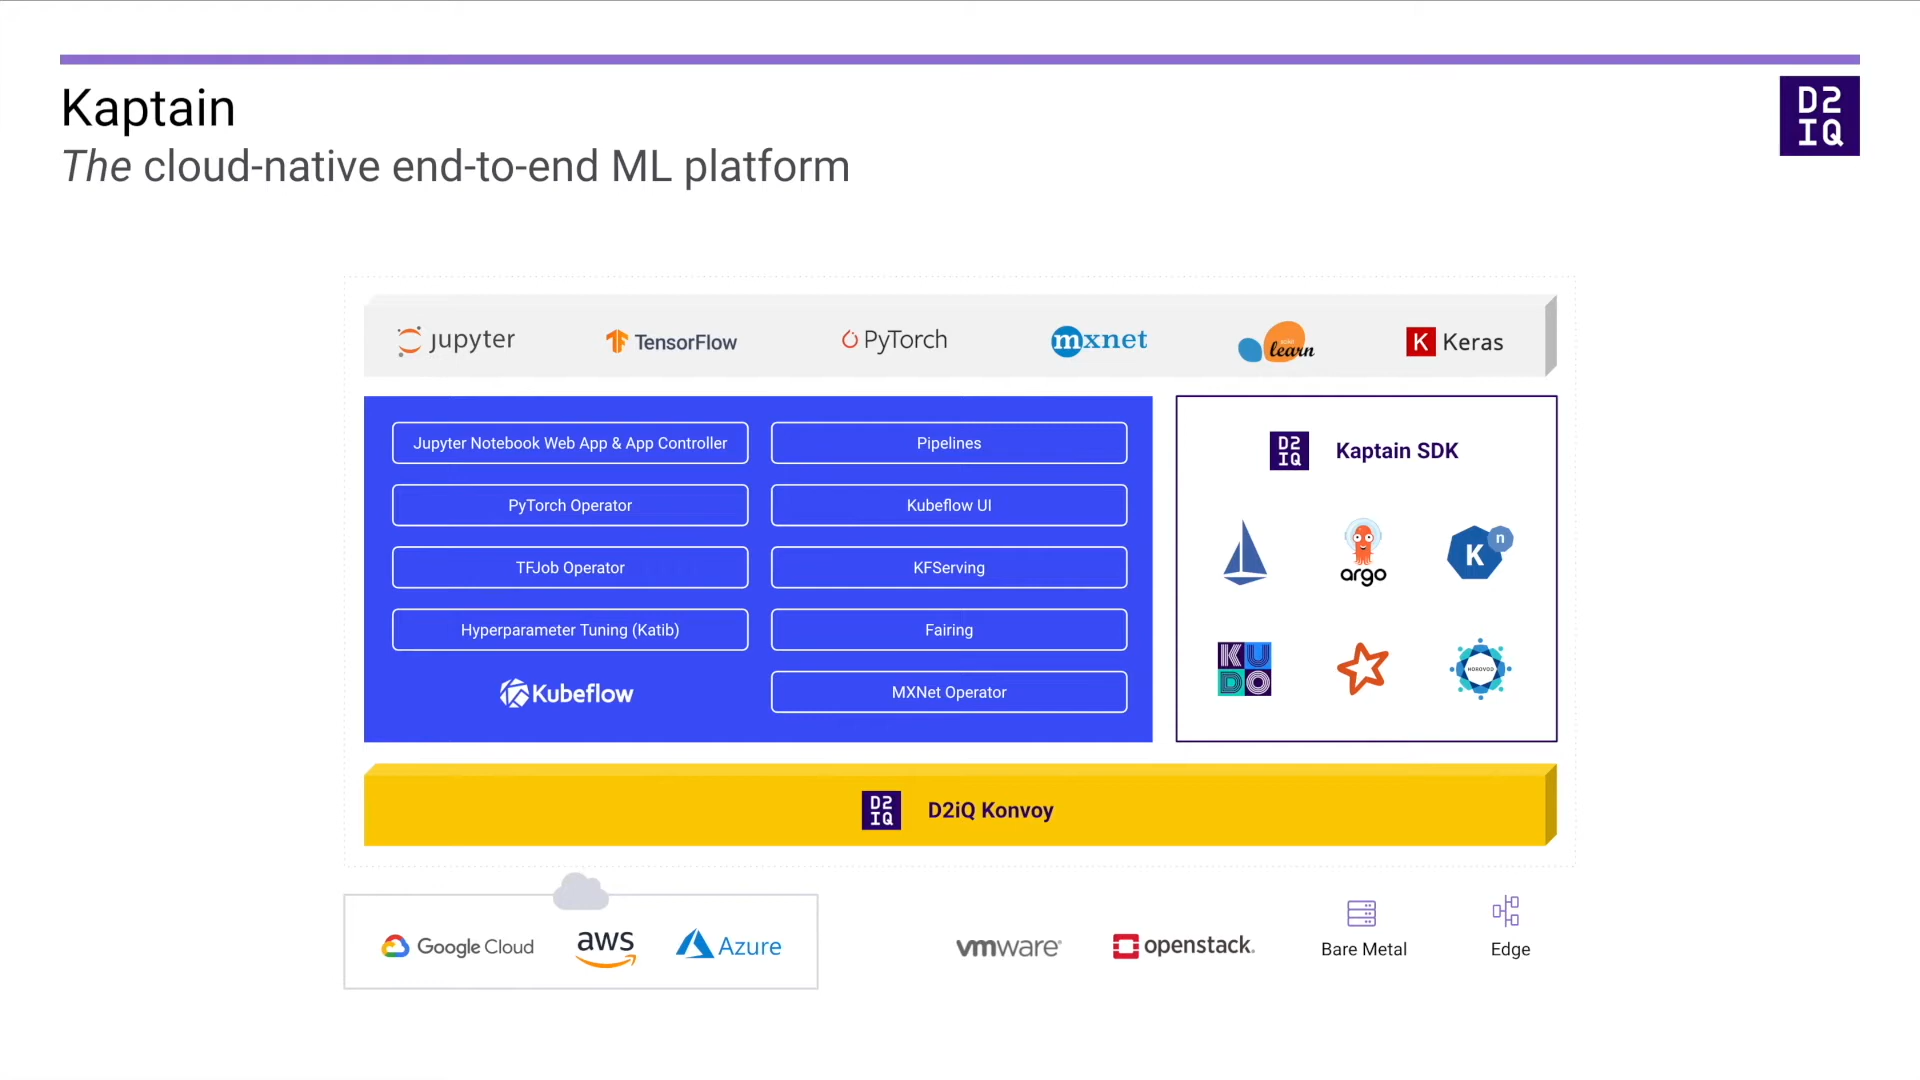 Kaptain
The cloud-native end-to-end ML platform
D2
IQ
jupyter
TensorFlow
PyTorch
mxnet
learn
K Keras
Jupyter Notebook Web App & App Controller
Pipelines
PyTorch Operator
Kubeflow UI
TFJob Operator
KFServing
Hyperparameter Tuning (Katib)
Fairing
Kubeflow
MXNet Operator
D2
IQ
Kaptain SDK
argo
K n
KU
DO
HOROVOD
D2
IQ
D2iQ Konvoy
Google Cloud
aws
Azure
vmware®
openstack.
Bare Metal
Edge